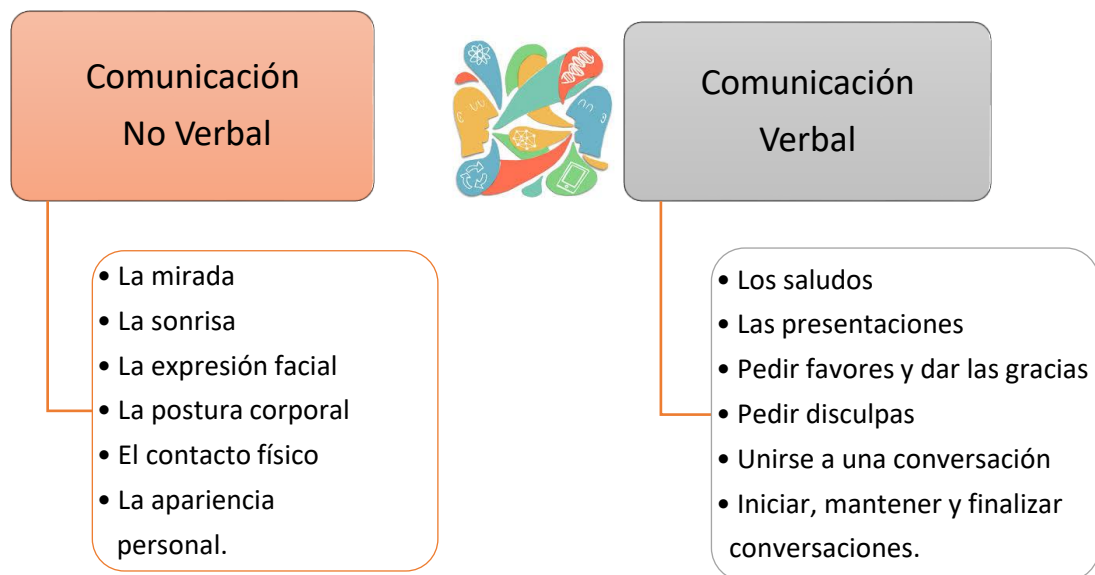 Comunicación
No Verbal
• La mirada
• La sonrisa
• La expresión facial
• La postura corporal
• El contacto físico
• La apariencia
personal.
Comunicación
Verbal
• Los saludos
• Las presentaciones
• Pedir favores y dar las gracias
• Pedir disculpas
• Unirse a una conversación
• Iniciar, mantener y finalizar
conversaciones.